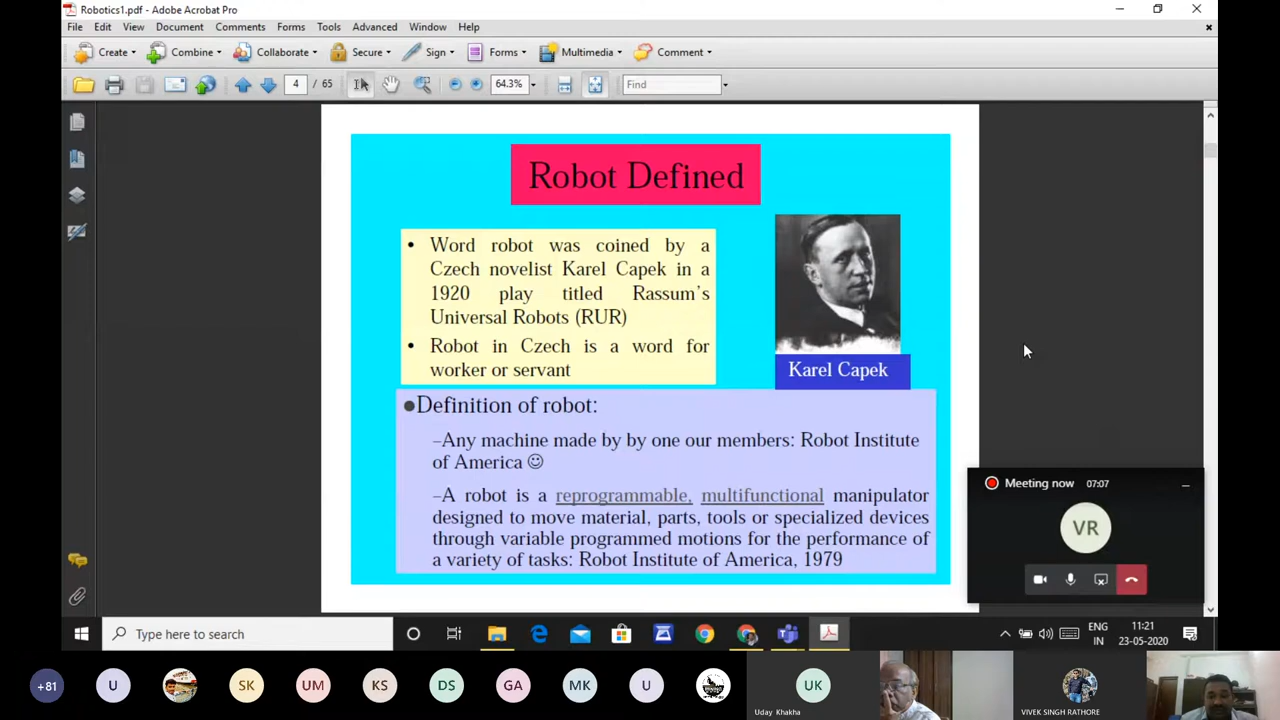 Robotics1.pdf - Adobe Acrobat Pro
File Edit View Document Comments Forms Tools Advanced Window Help
Create Combine Collaborate Secure Sign Forms Multimedia Comment
4 / 65 64.3% Find
Robot Defined
• Word robot was coined by a
Czech novelist Karel Capek in a
1920 play titled Rassum's
Universal Robots (RUR)
• Robot in Czech is a word for
worker or servant
Karel Capek
●Definition of robot:
–Any machine made by by one our members: Robot Institute
of America ☺
–A robot is a reprogrammable, multifunctional manipulator
designed to move material, parts, tools or specialized devices
through variable programmed motions for the performance of
a variety of tasks: Robot Institute of America, 1979
Meeting now 07:07
VR
Type here to search
ENG
IN
11:21
23-05-2020
+81 U SK UM KS DS GA MK U UK
Uday Khakha
VIVEK SINGH RATHORE